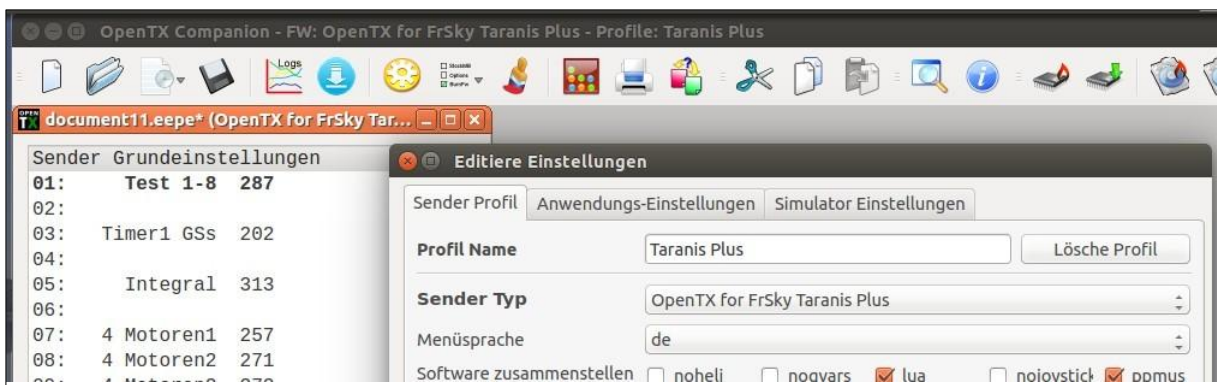 OpenTX Companion - FW: OpenTX for FrSky Taranis Plus - Profile: Taranis Plus
Logs
document11.eepe* (OpenTX for FrSky Tar...
Sender Grundeinstellungen
01: Test 1-8 287
02:
03: Timer1 GSs 202
04:
05: Integral 313
06:
07: 4 Motoren1 257
08: 4 Motoren2 271
Editiere Einstellungen
Sender Profil Anwendungs-Einstellungen Simulator Einstellungen
Profil Name Taranis Plus Lösche Profil
Sender Typ OpenTX for FrSky Taranis Plus
Menüsprache de
Software zusammenstellen noheli nogvars lua nojoystick ppmus